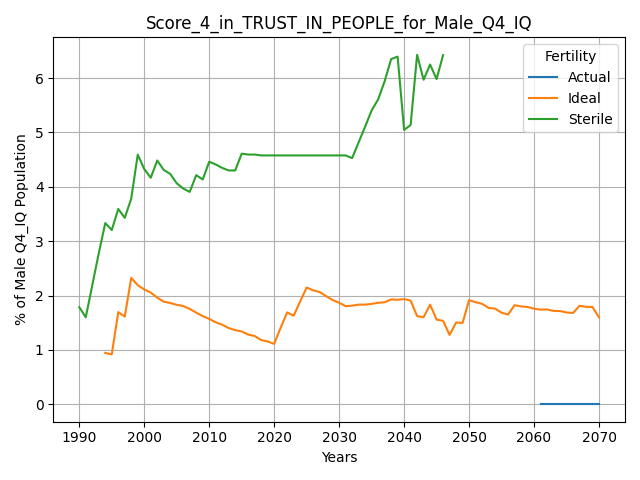 Score_4_in_TRUST_IN_PEOPLE_for_Male_Q4_IQ
% of Male Q4_IQ Population
6
5
4
3
2
1
0
Fertility
Actual
Ideal
Sterile
1990 2000 2010 2020 2030 2040 2050 2060 2070
Years